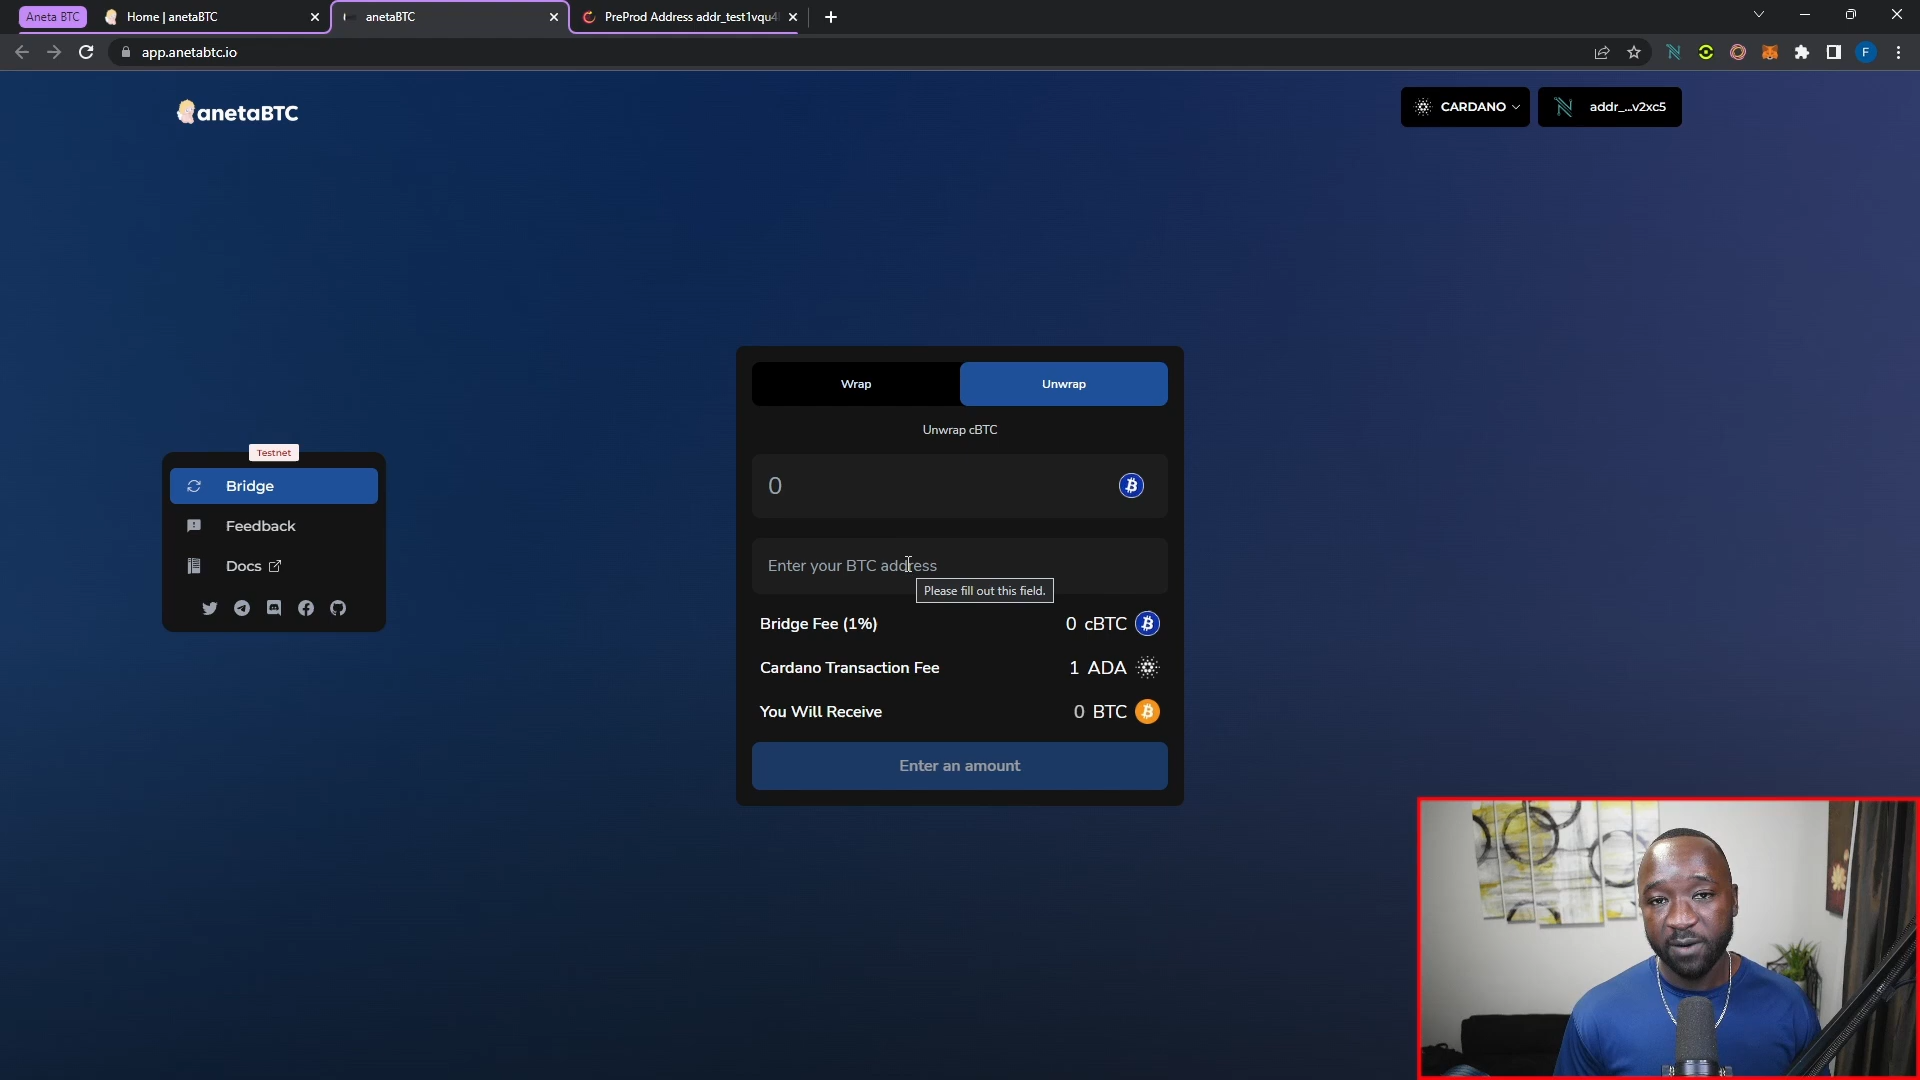 Aneta BTC
Home | anetaBTC
anetaBTC
PreProd Address addr_test1vqu4
app.anetabtc.io
F
anetaBTC
CARDANO
addr_...v2xc5
Wrap
Unwrap
Unwrap cBTC
0
Testnet
Bridge
Feedback
Docs
Enter your BTC address
Please fill out this field.
Bridge Fee (1%)
0 cBTC
Cardano Transaction Fee
1 ADA
You Will Receive
0 BTC
Enter an amount